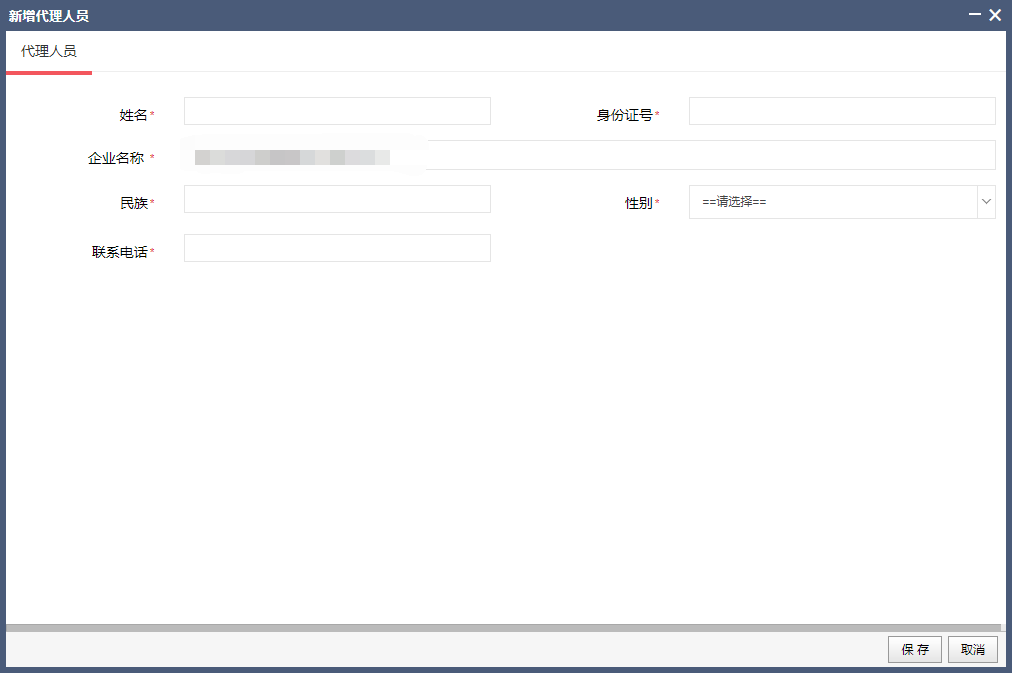 新增代理人员
代理人员
姓名* 身份证号*
企业名称 *
民族* 性别* ==请选择==
联系电话*
保 存 取消